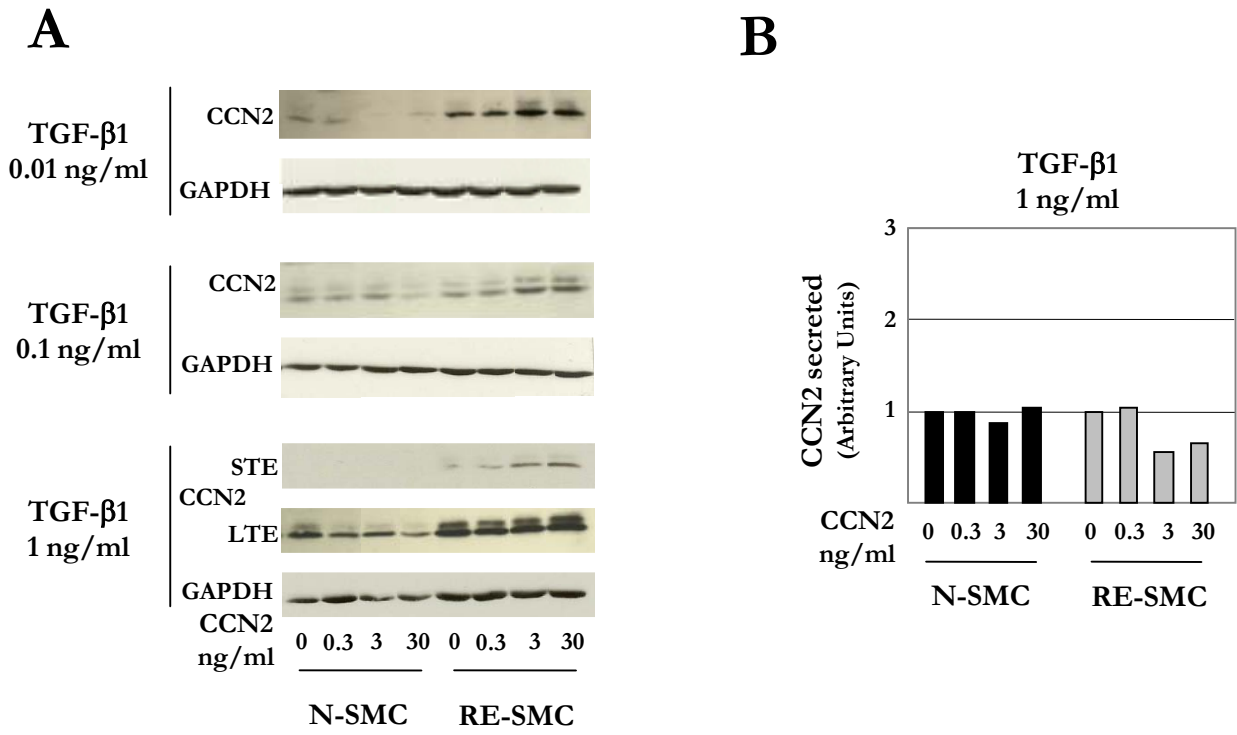 A
TGF-β1
0.01 ng/ml
CCN2
GAPDH
TGF-β1
0.1 ng/ml
CCN2
GAPDH
TGF-β1
1 ng/ml
STE
CCN2
LTE
GAPDH
CCN2
ng/ml
0 0.3 3 30 0 0.3 3 30
N-SMC RE-SMC
B
TGF-β1
1 ng/ml
CCN2 secreted
(Arbitrary Units)
3
2
1
CCN2
ng/ml
0 0.3 3 30 0 0.3 3 30
N-SMC RE-SMC